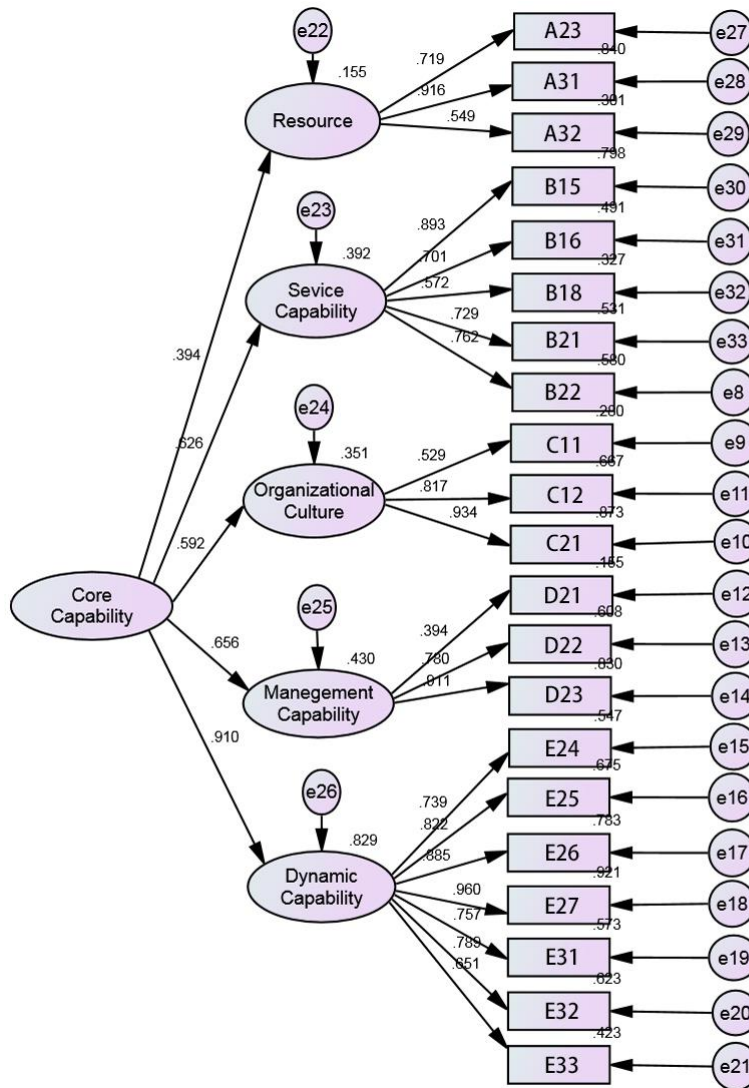 e22
A23
e27
.155
.719
.840
.916
A31
e28
Resource
.301
.549
A32
e29
.798
B15
e30
e23
.893
.491
.392
.701
B16
e31
.572
.327
Sevice
Capability
B18
e32
.729
.531
.394
.762
B21
e33
.580
e24
B22
e8
.280
.626
.351
.529
C11
e9
.667
Organizational
Culture
.817
C12
e11
.934
.873
C21
e10
.592
.155
Core
Capability
e25
.394
D21
e12
.608
.656
.430
.780
D22
e13
.911
.830
Manegement
Capability
D23
e14
.547
.910
E24
e15
e26
.739
.675
.829
.822
E25
e16
.885
.783
Dynamic
Capability
E26
e17
.960
.921
.757
E27
e18
.789
.573
.651
E31
e19
.623
E32
e20
.423
E33
e21